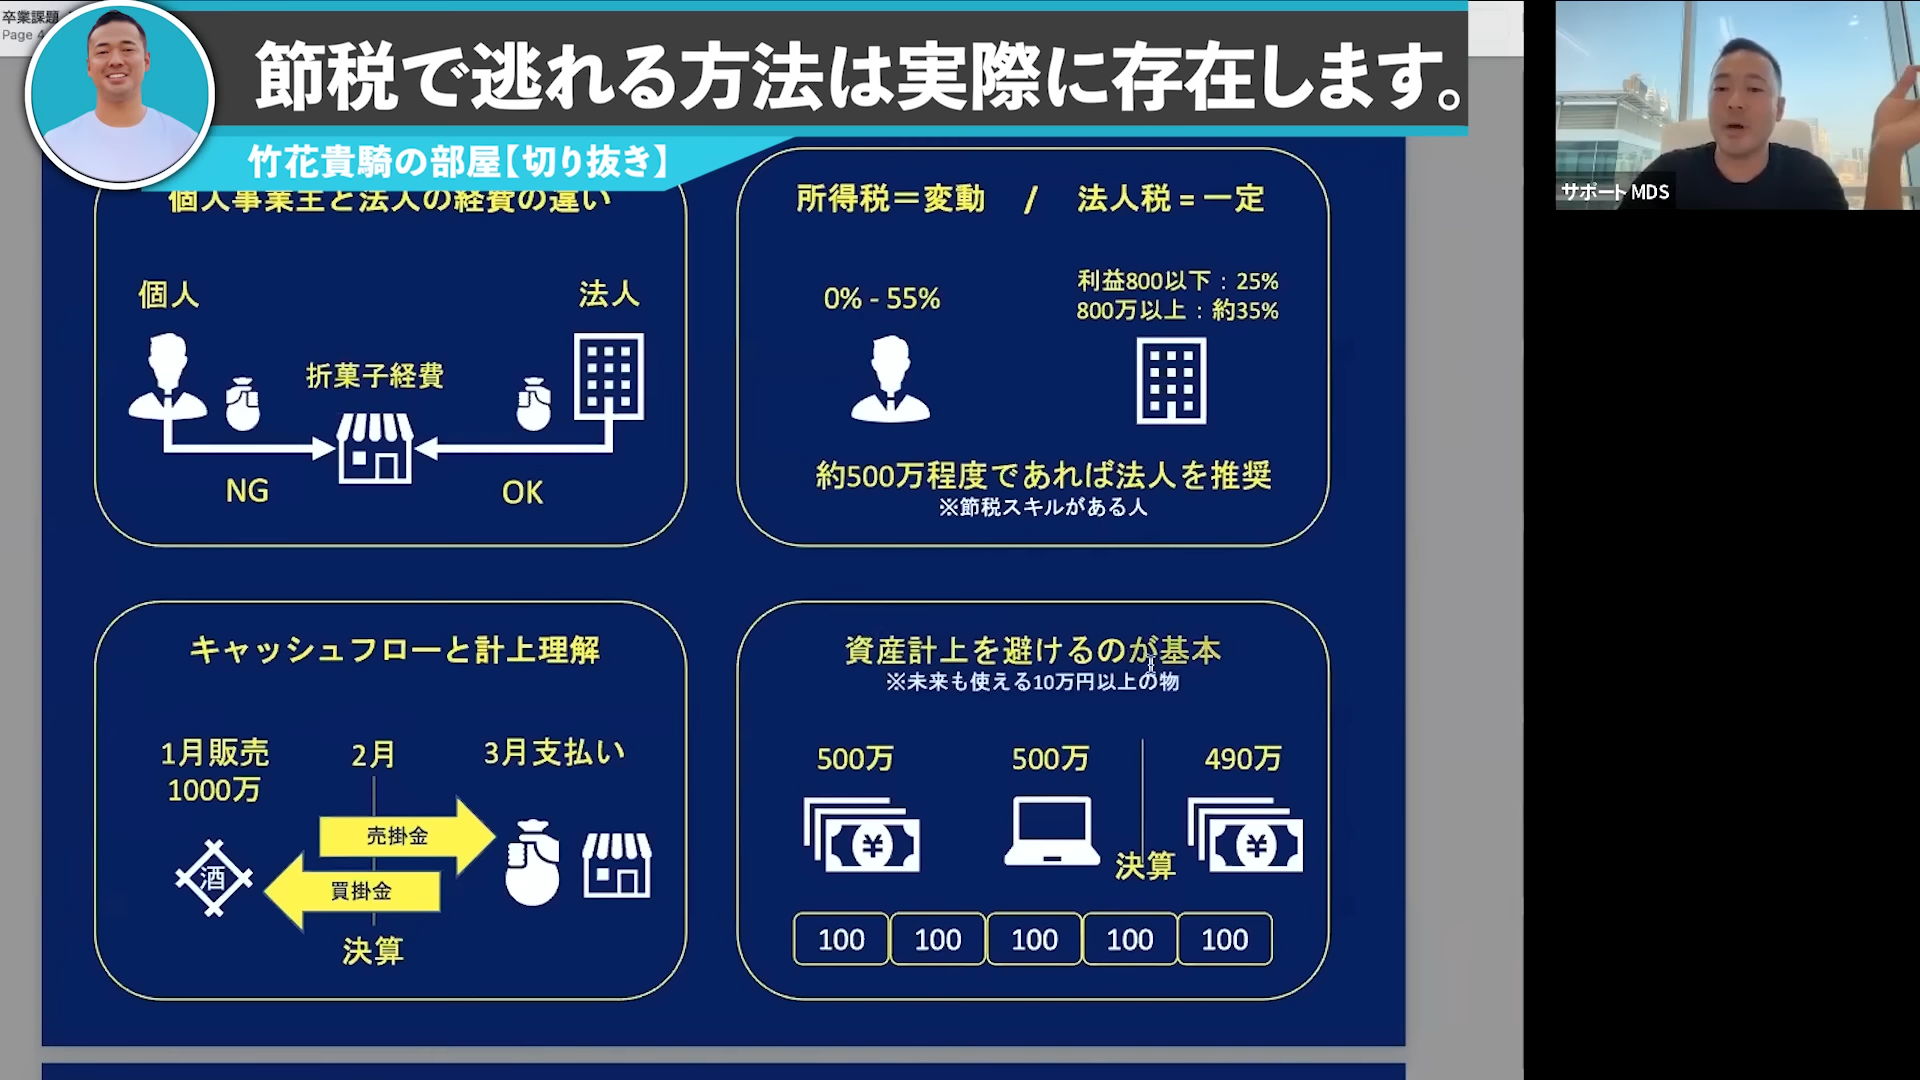 卒業課題
Page 4
節税で逃れる方法は実際に存在します。
竹花貴騎の部屋【切り抜き】
サポート MDS
個人事業主と法人の経費の違い
個人
法人
折菓子経費
NG
OK
所得税＝変動 / 法人税 = 一定
0% - 55%
利益800以下：25%
800万以上：約35%
約500万程度であれば法人を推奨
※節税スキルがある人
キャッシュフローと計上理解
1月販売
1000万
2月
3月支払い
売掛金
酒
買掛金
決算
資産計上を避けるのが基本
※未来も使える10万円以上の物
500万
500万
490万
決算
100
100
100
100
100